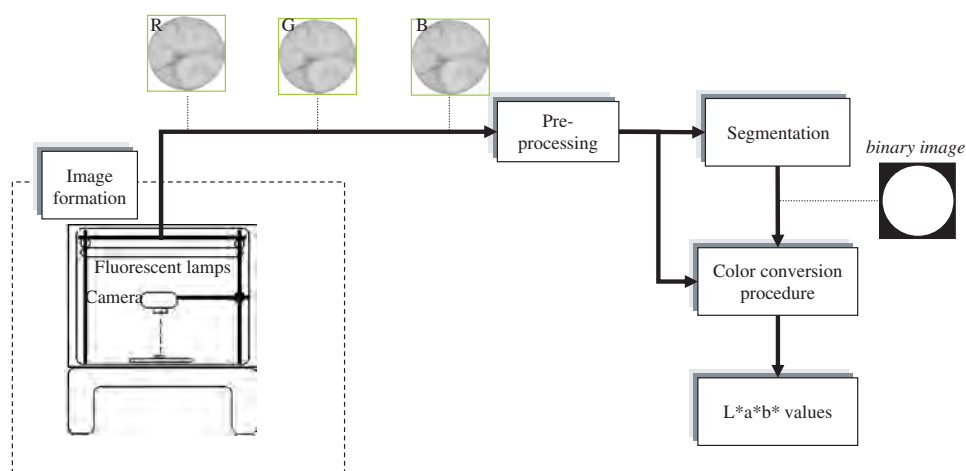 R
G
B
Pre-
processing
Segmentation
binary image
Image
formation
Fluorescent lamps
Camera
Color conversion
procedure
L*a*b* values